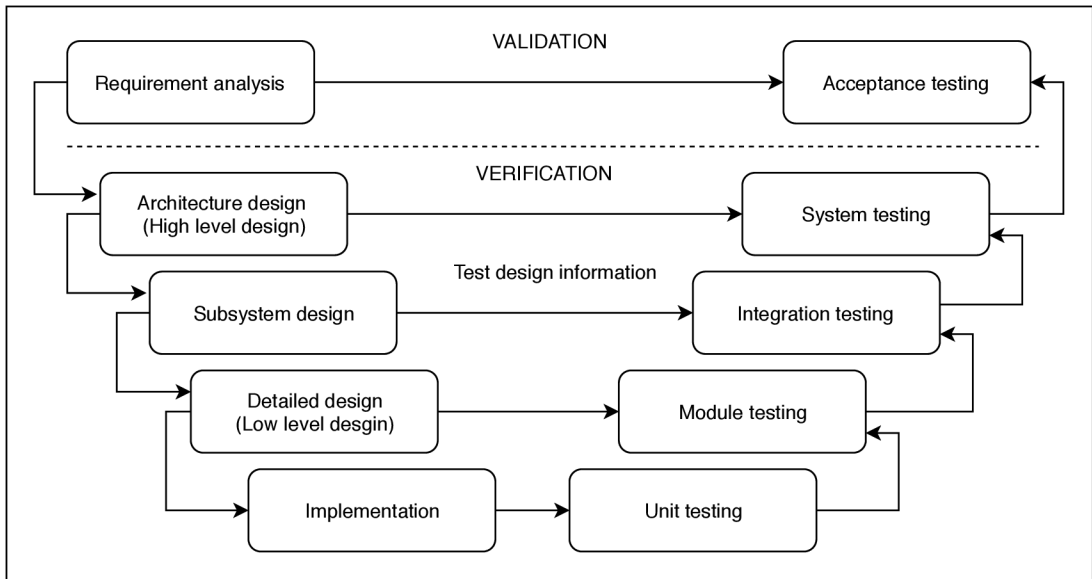 VALIDATION
Requirement analysis
Acceptance testing
VERIFICATION
Architecture design
(High level design)
System testing
Test design information
Subsystem design
Integration testing
Detailed design
(Low level desgin)
Module testing
Implementation
Unit testing